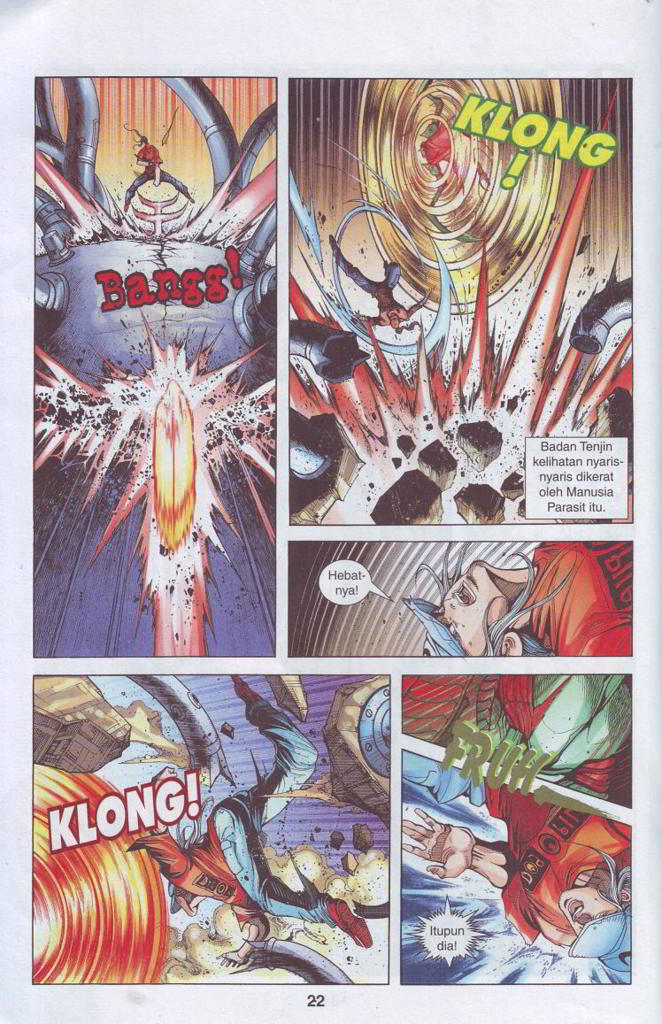 Bangg!
KLONG
!
Badan Tenjin
kelihatan nyaris-
nyaris dikerat
oleh Manusia
Parasit itu.
Hebat-
nya!
KLONG!
FRUH
Itupun
dia!
22